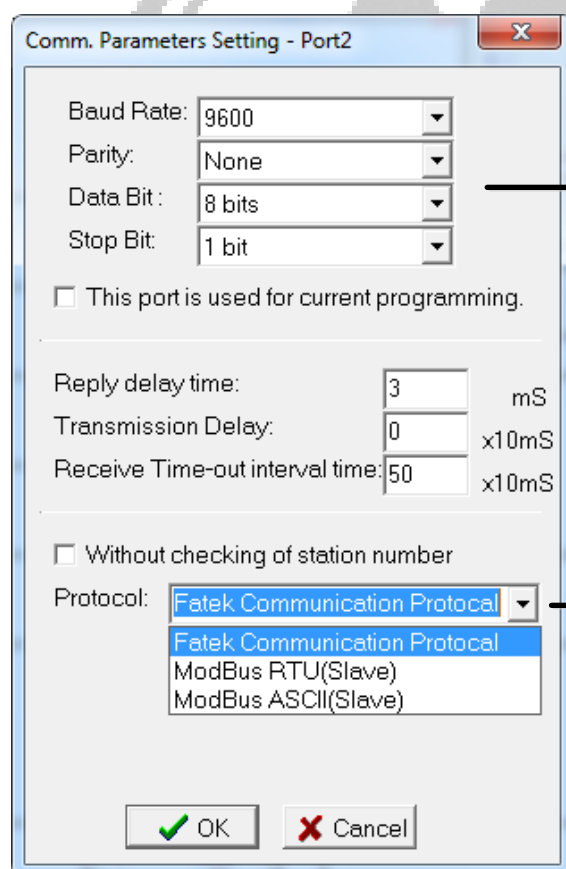 Comm. Parameters Setting - Port2
Baud Rate: 9600
Parity: None
Data Bit : 8 bits
Stop Bit: 1 bit
This port is used for current programming.
Reply delay time: 3 mS
Transmission Delay: 0 x10mS
Receive Time-out interval time: 50 x10mS
Without checking of station number
Protocol: Fatek Communication Protocal
Fatek Communication Protocal
ModBus RTU(Slave)
ModBus ASCII(Slave)
OK Cancel